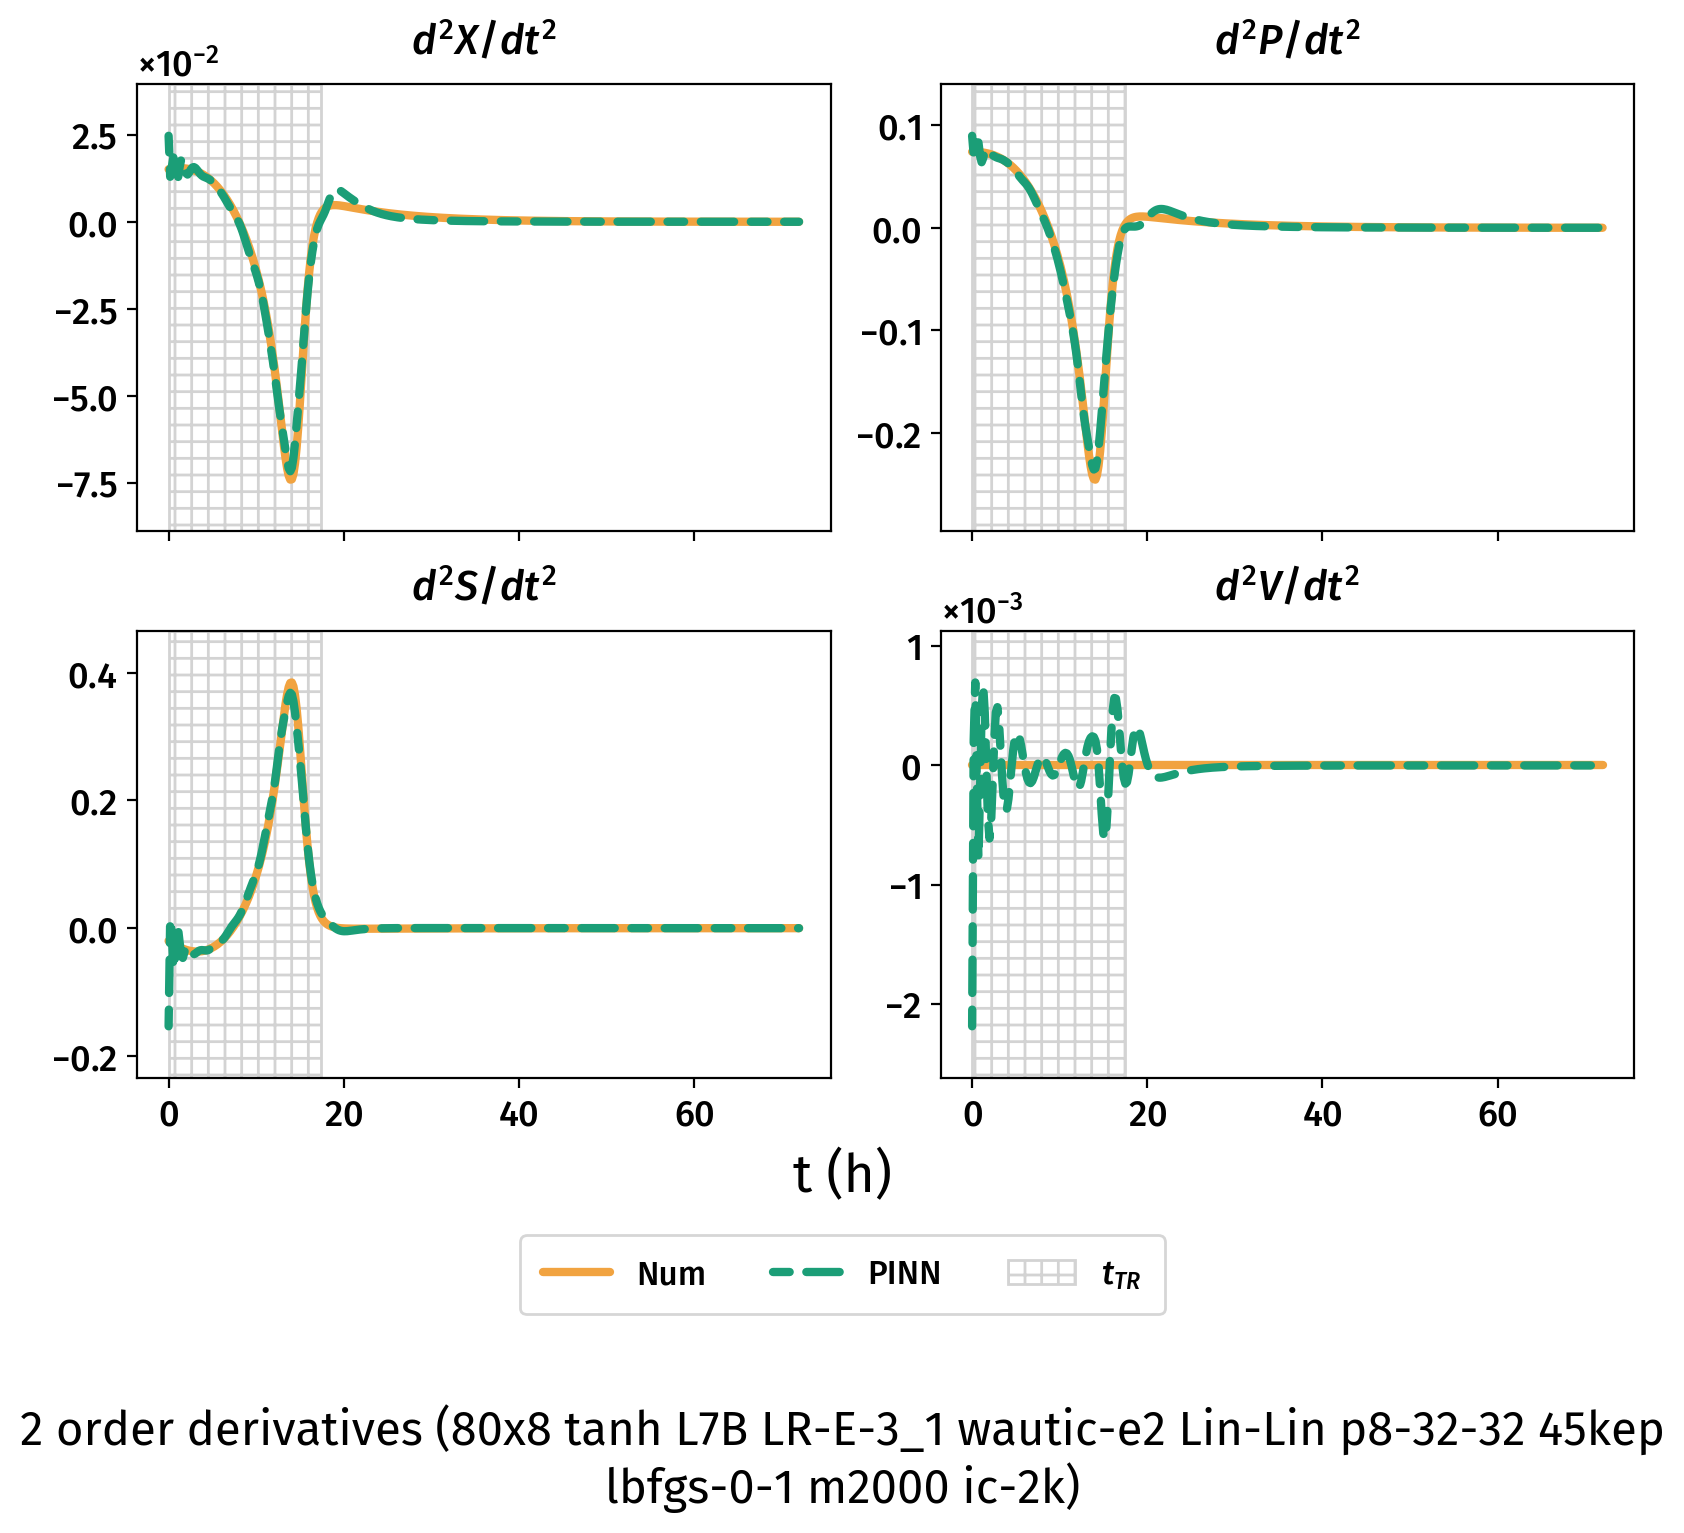 d²X/dt²
×10⁻²
2.5
0.0
−2.5
−5.0
−7.5
d²P/dt²
0.1
0.0
−0.1
−0.2
d²S/dt²
0.4
0.2
0.0
−0.2
0 20 40 60
d²V/dt²
×10⁻³
1
0
−1
−2
0 20 40 60
t (h)
Num PINN t_TR
2 order derivatives (80x8 tanh L7B LR-E-3_1 wautic-e2 Lin-Lin p8-32-32 45kep
lbfgs-0-1 m2000 ic-2k)